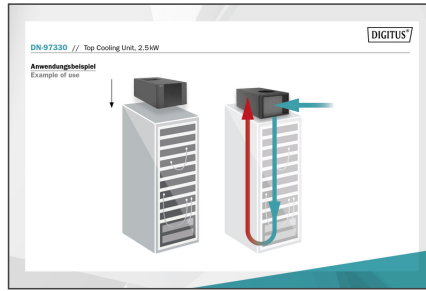 DIGITUS®
DN-97330 // Top Cooling Unit, 2.5 kW
Anwendungsbeispiel
Example of use